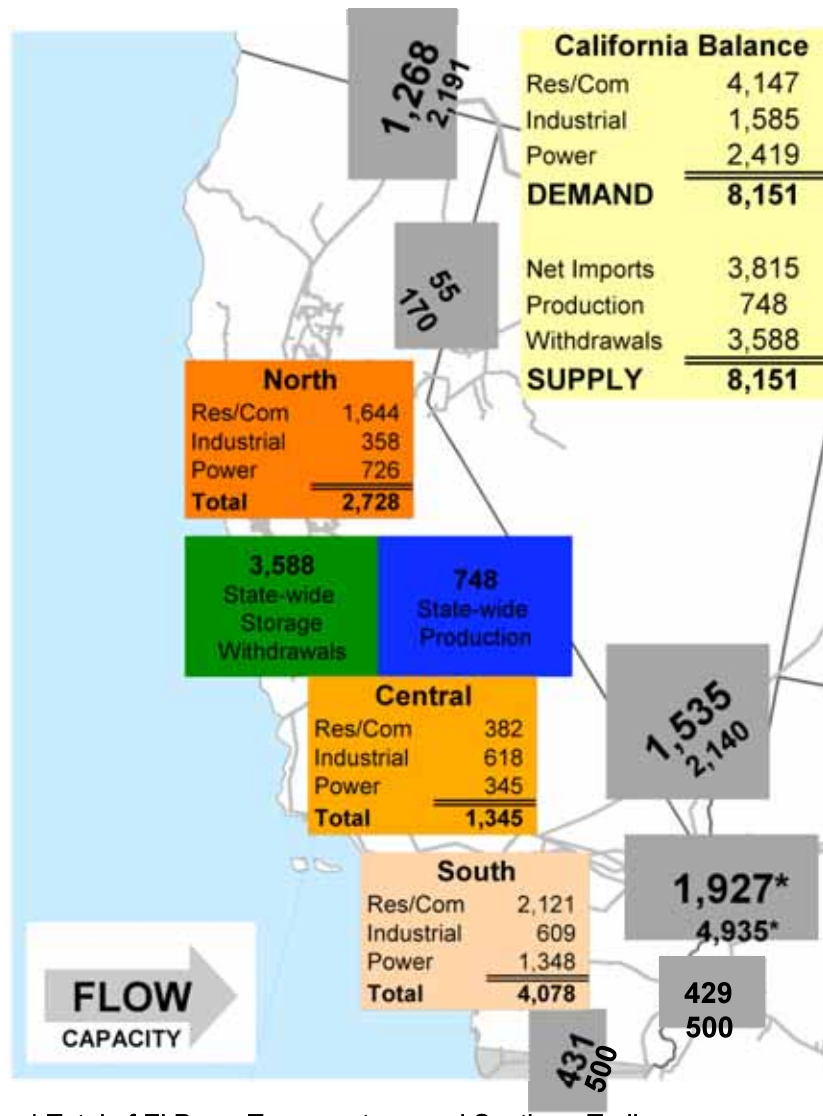 1,268
2,191
California Balance
Res/Com 4,147
Industrial 1,585
Power 2,419
DEMAND 8,151
Net Imports 3,815
Production 748
Withdrawals 3,588
SUPPLY 8,151
55
170
North
Res/Com 1,644
Industrial 358
Power 726
Total 2,728
3,588
State-wide
Storage
Withdrawals
748
State-wide
Production
Central
Res/Com 382
Industrial 618
Power 345
Total 1,345
1,535
2,140
South
Res/Com 2,121
Industrial 609
Power 1,348
Total 4,078
1,927*
4,935*
429
500
431
500
FLOW
CAPACITY